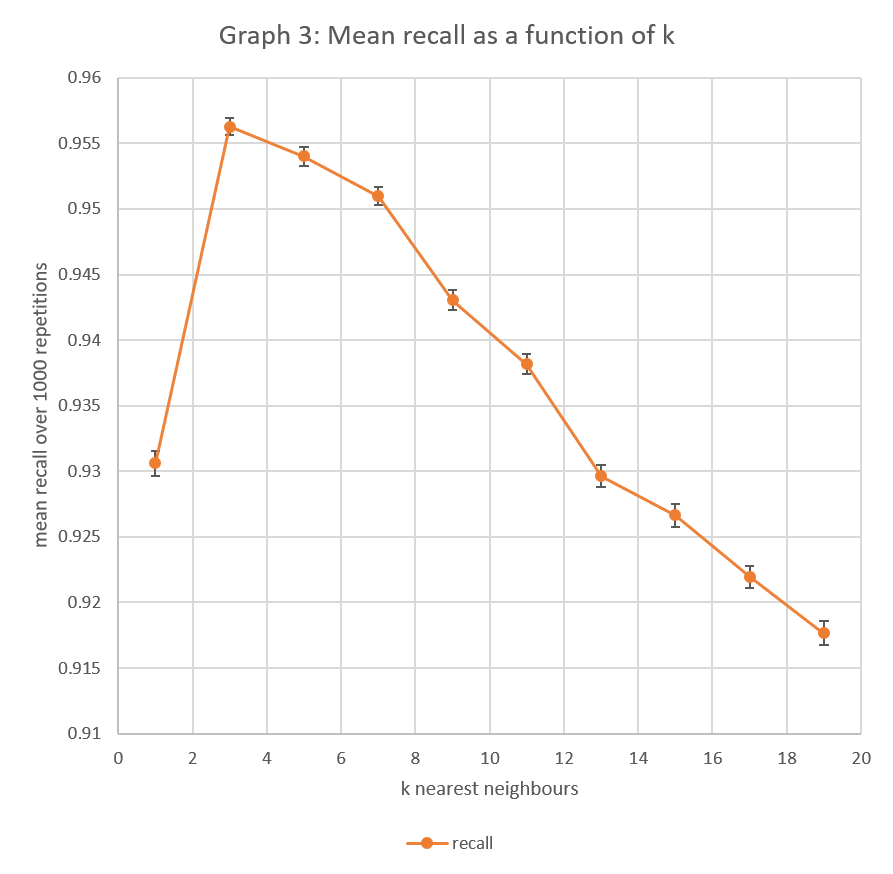 Graph 3: Mean recall as a function of k
mean recall over 1000 repetitions
0.96
0.955
0.95
0.945
0.94
0.935
0.93
0.925
0.92
0.915
0.91
0 2 4 6 8 10 12 14 16 18 20
k nearest neighbours
recall